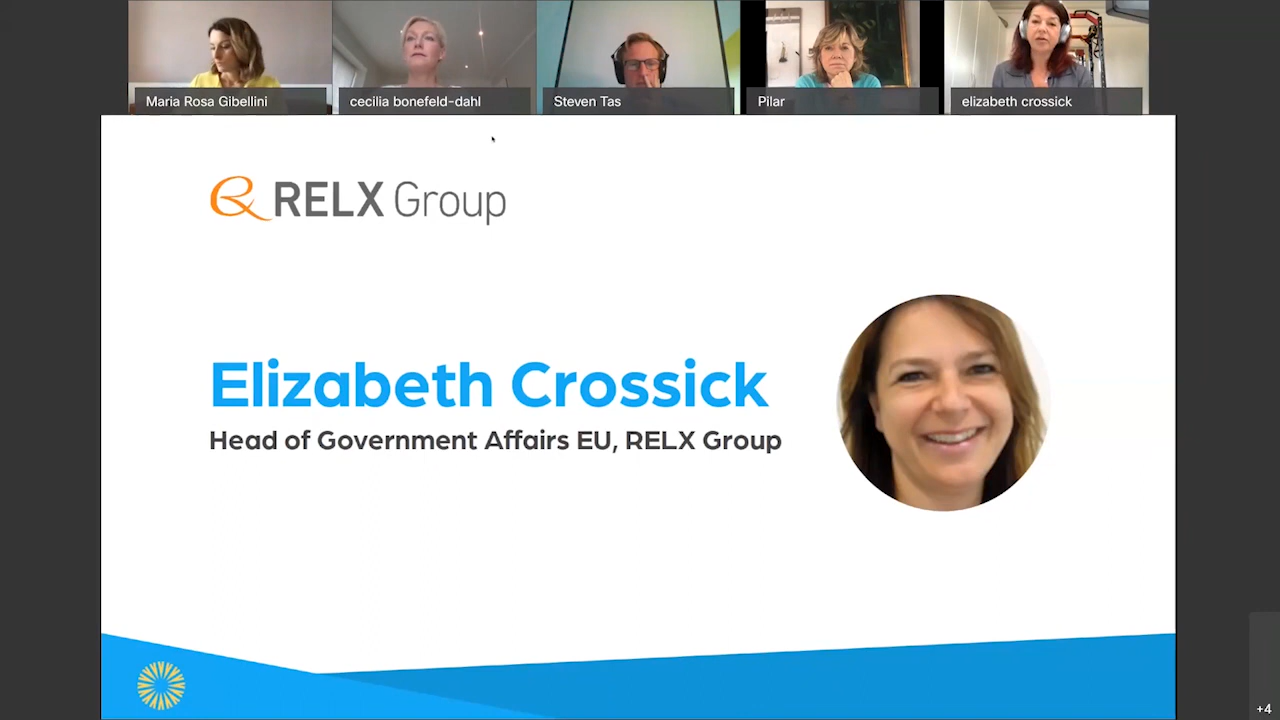 Maria Rosa Gibellini
cecilia bonefeld-dahl
Steven Tas
Pilar
elizabeth crossick
RELX Group
Elizabeth Crossick
Head of Government Affairs EU, RELX Group
+4